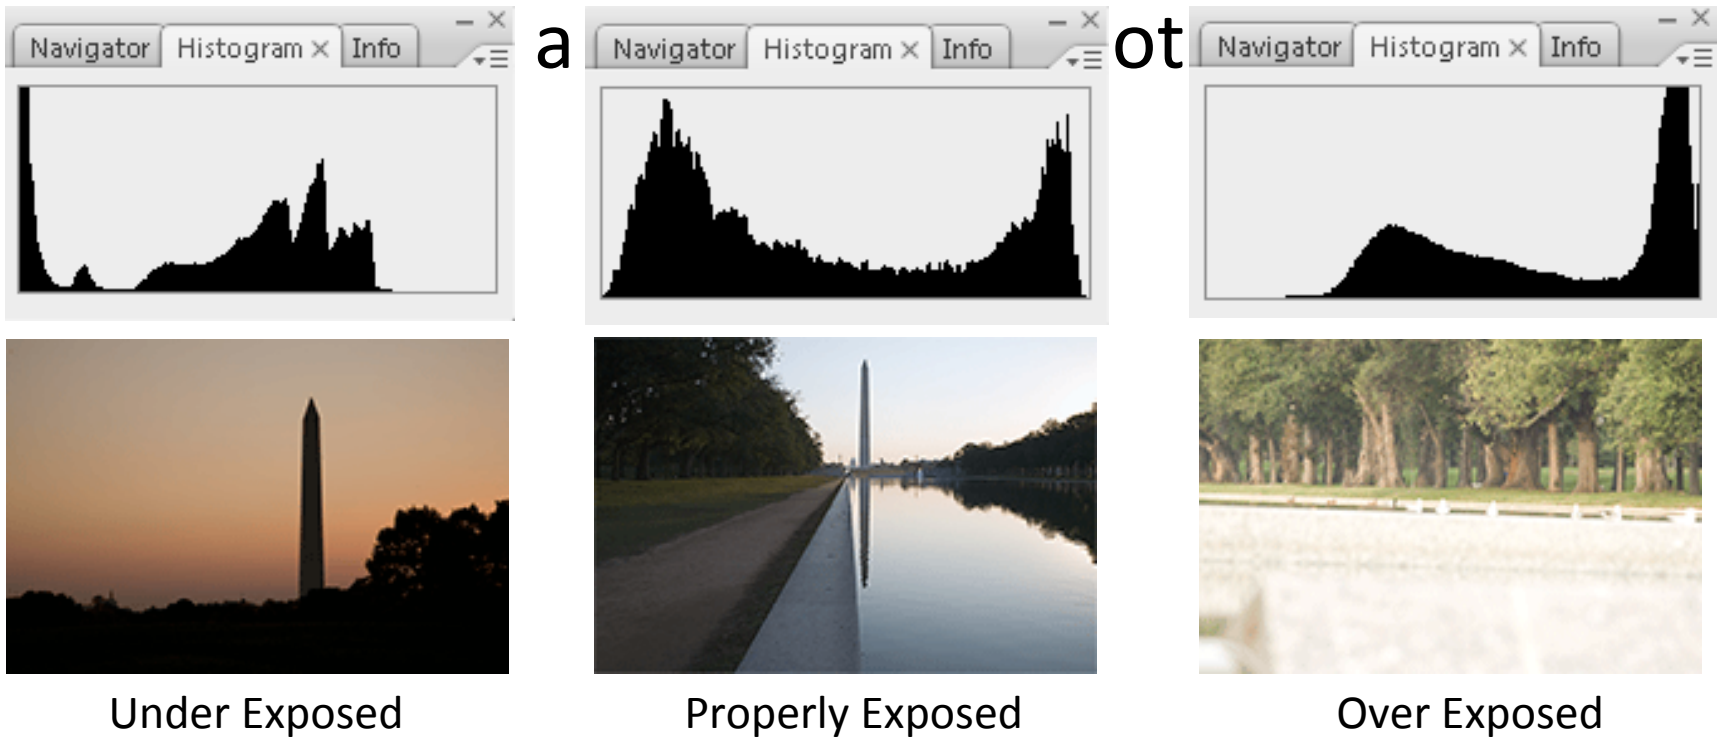 Navigator Histogram × Info
a
Navigator Histogram × Info
ot
Navigator Histogram × Info
Under Exposed
Properly Exposed
Over Exposed